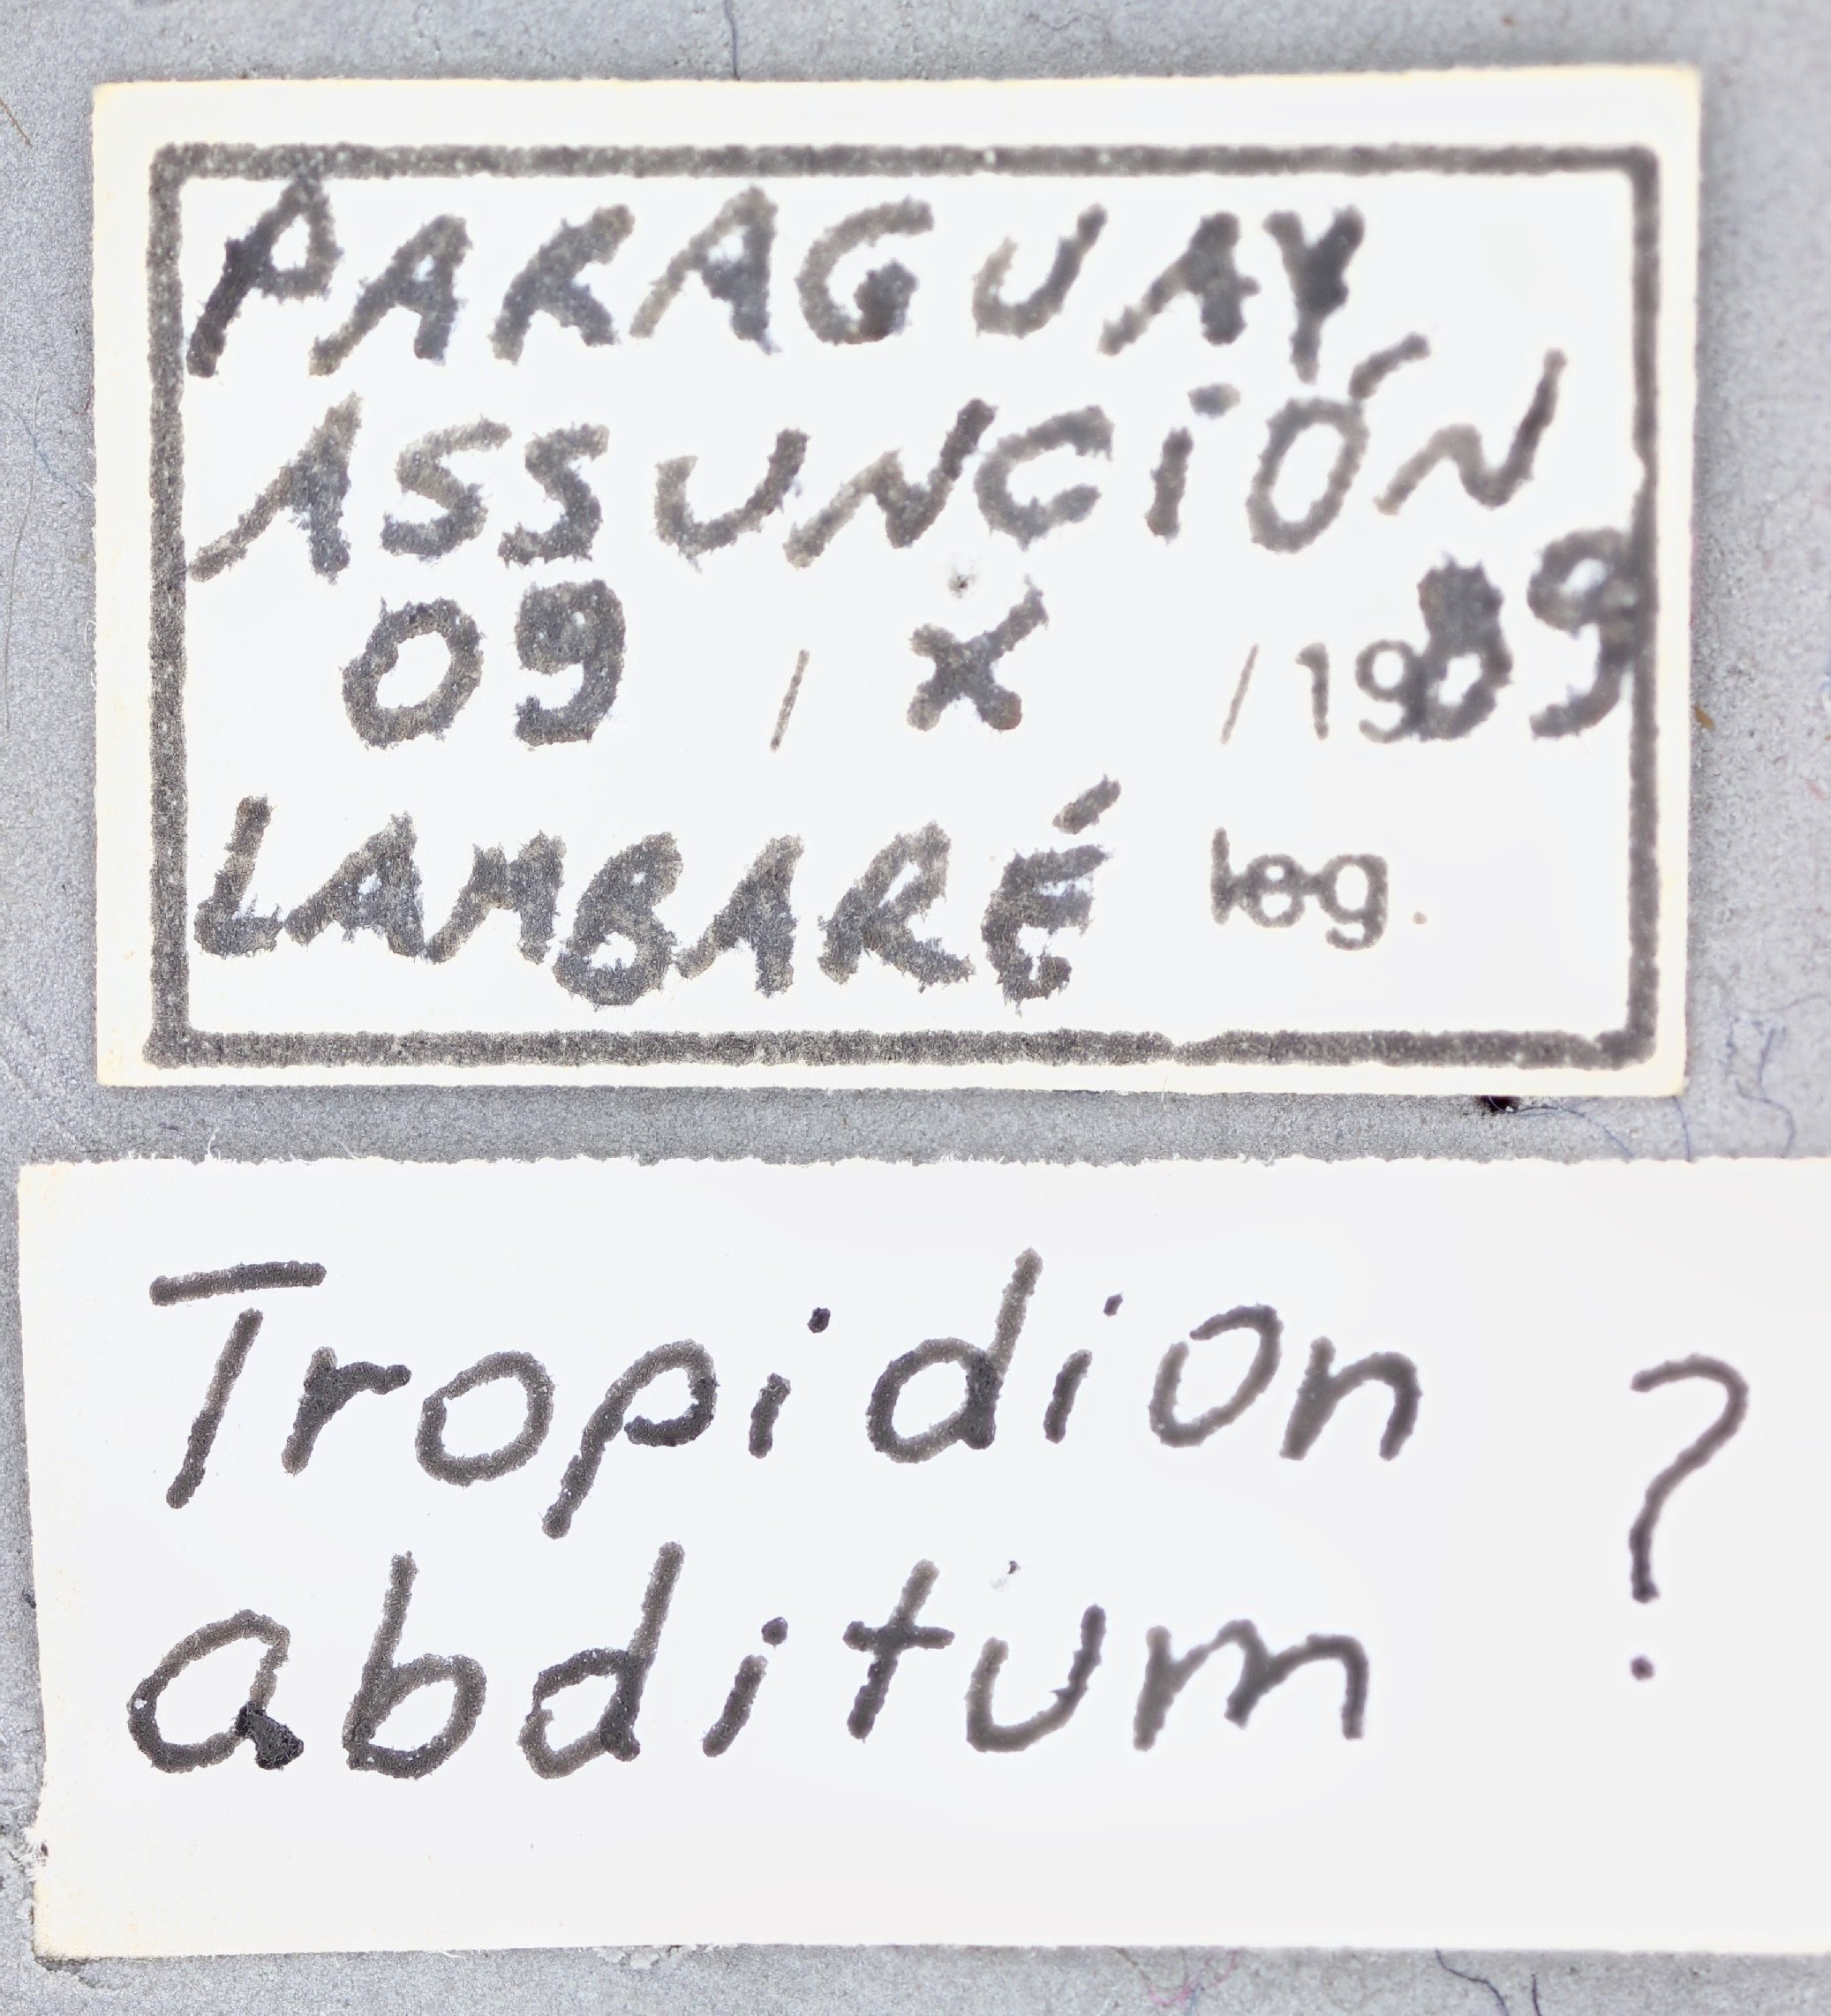 PARAGUAY
ASSUNCIÓN
09 / X / 1989
LAMBARÉ leg.
Tropidion ?
abditum